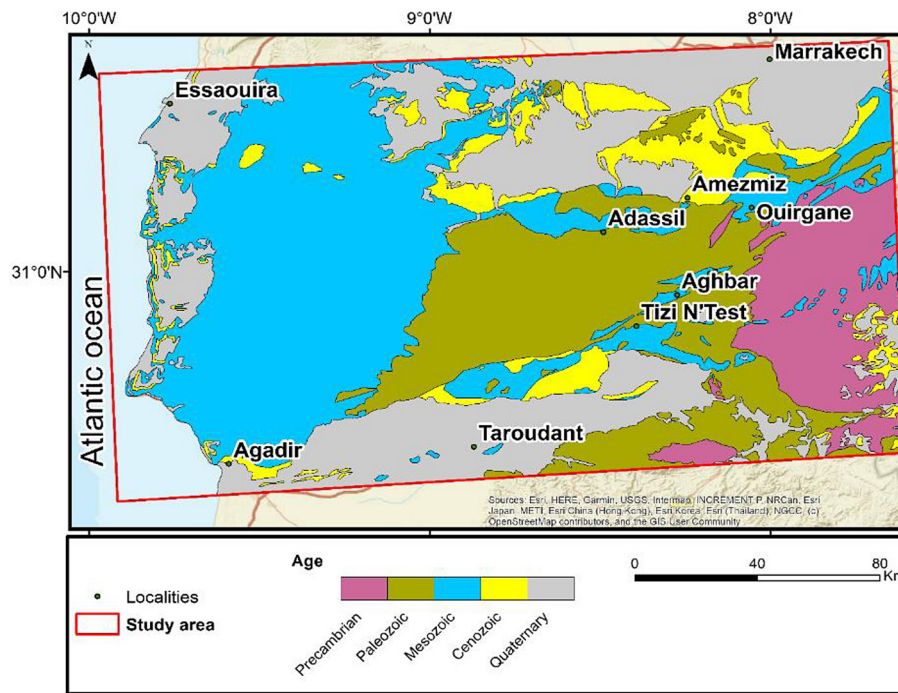 10°0'W 9°0'W 8°0'W
N
Marrakech
Essaouira
Amezmiz
Ouirgane
Adassil
31°0'N
Aghbar
Tizi N'Test
Atlantic ocean
Taroudant
Agadir
Sources: Esri, HERE, Garmin, USGS, Intermap, INCREMENT P, NRCan, Esri
Japan, METI, Esri China (Hong Kong), Esri Korea, Esri (Thailand), NGCC, (c)
OpenStreetMap contributors, and the GIS User Community
Age
0 40 80
Km
Localities
Study area
Precambrian
Paleozoic
Mesozoic
Cenozoic
Quaternary